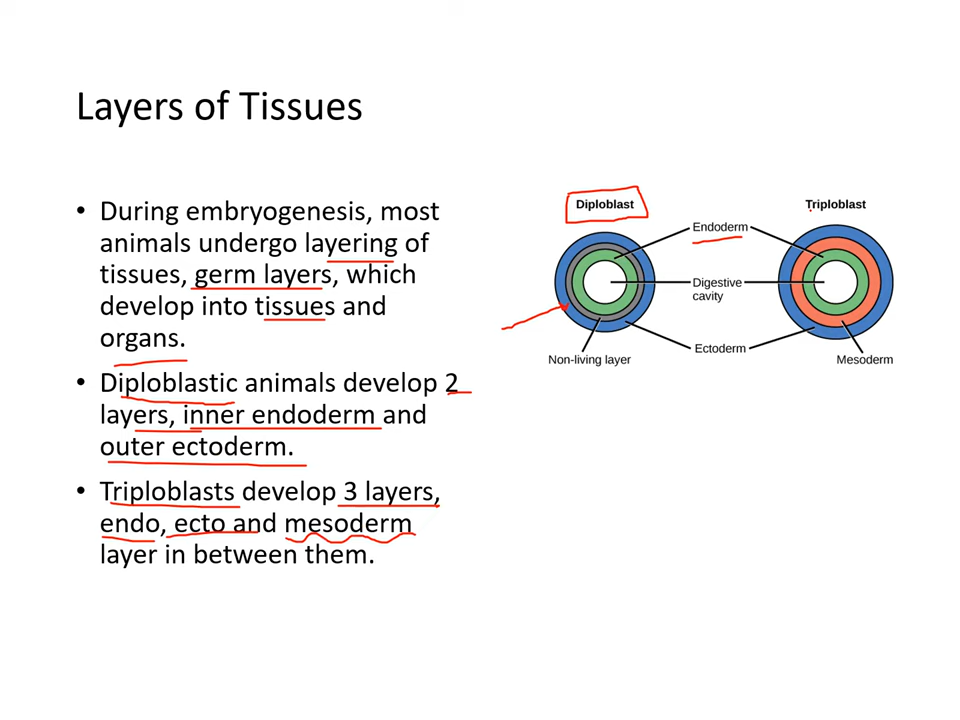 Layers of Tissues
• During embryogenesis, most
animals undergo layering of
tissues, germ layers, which
develop into tissues and
organs.
• Diploblastic animals develop 2
layers, inner endoderm and
outer ectoderm.
• Triploblasts develop 3 layers,
endo, ecto and mesoderm
layer in between them.
Diploblast
Triploblast
Endoderm
Digestive
cavity
Ectoderm
Non-living layer
Mesoderm